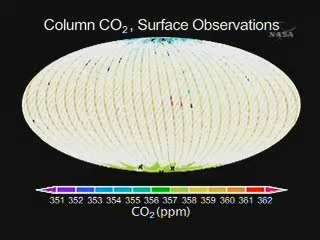 Column CO₂, Surface Observations
NASA
351 352 353 354 355 356 357 358 359 360 361 362
CO₂(ppm)